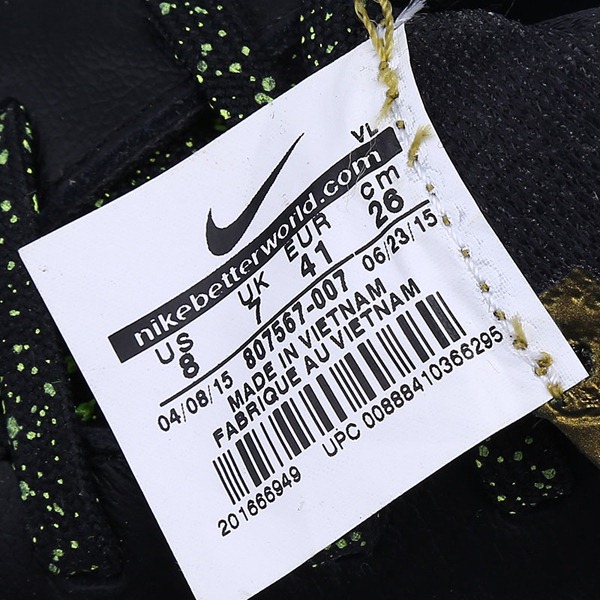 VL
nikebetterworld.com
US UK EUR cm
8 7 41 26
04/08/15 807567-007 06/23/15
MADE IN VIETNAM
FABRIQUE AU VIETNAM
201666949 UPC 00888410366295